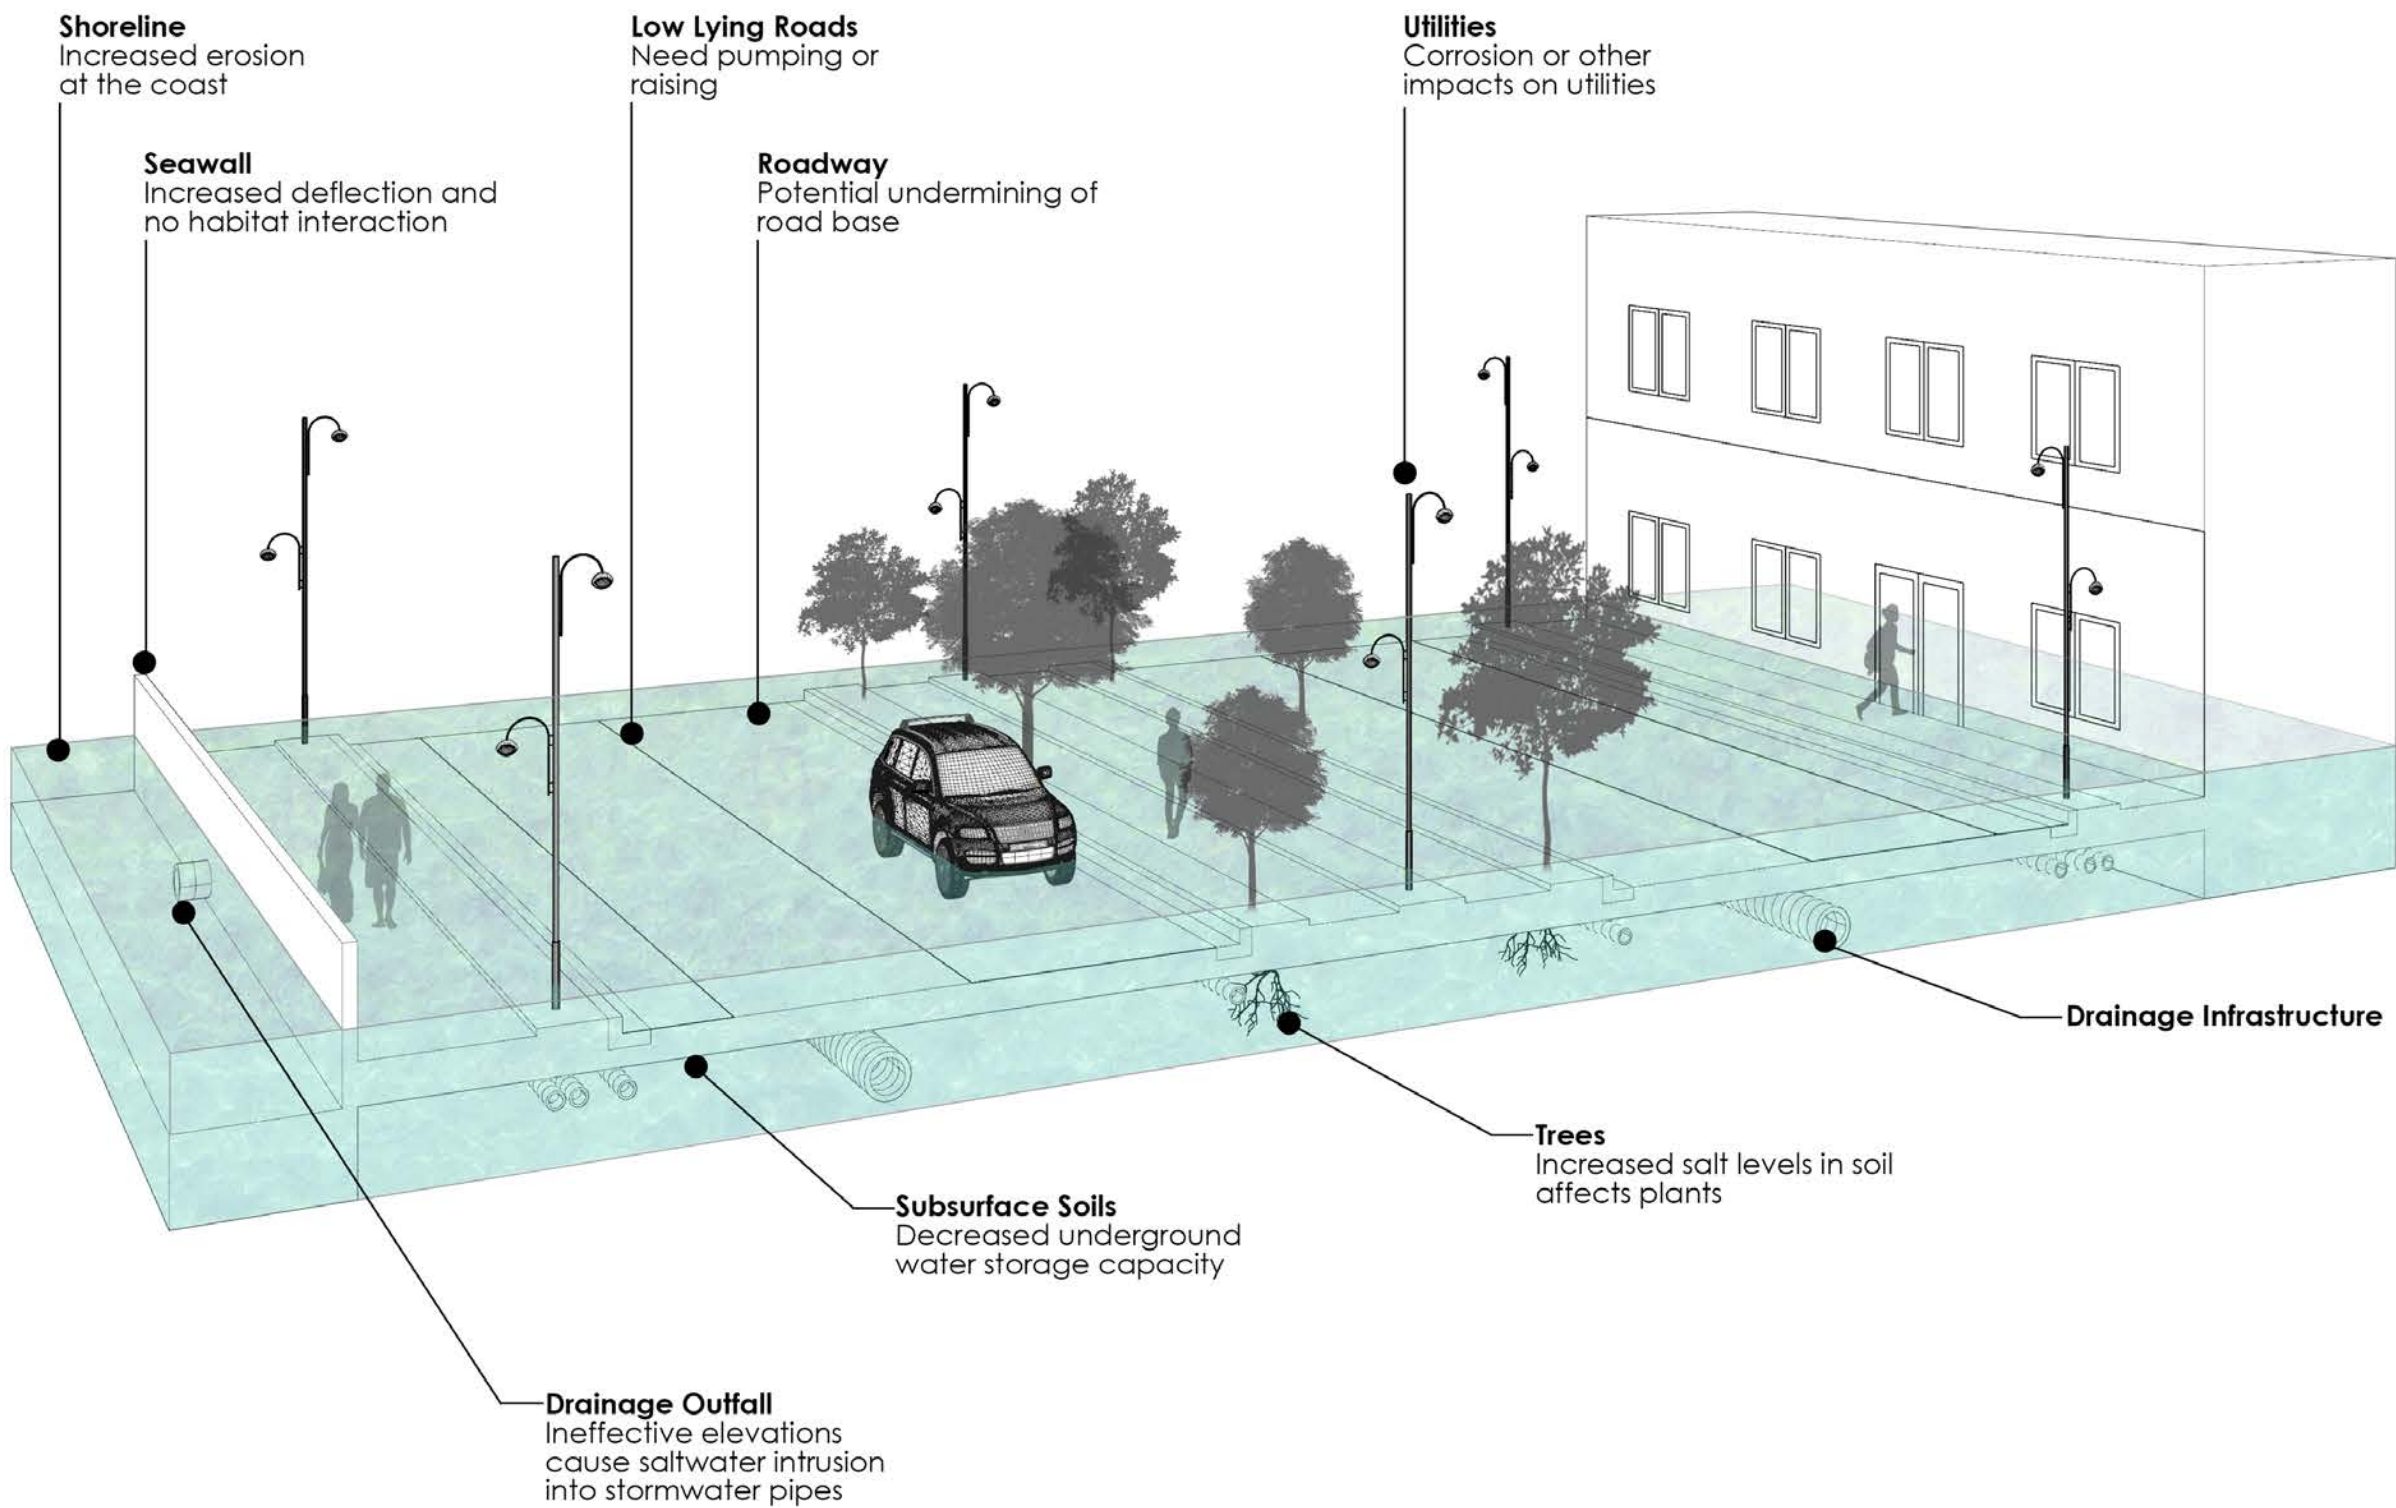 Shoreline
Increased erosion
at the coast
Low Lying Roads
Need pumping or
raising
Utilities
Corrosion or other
impacts on utilities
Seawall
Increased deflection and
no habitat interaction
Roadway
Potential undermining of
road base
Drainage Infrastructure
Trees
Increased salt levels in soil
affects plants
Subsurface Soils
Decreased underground
water storage capacity
Drainage Outfall
Ineffective elevations
cause saltwater intrusion
into stormwater pipes